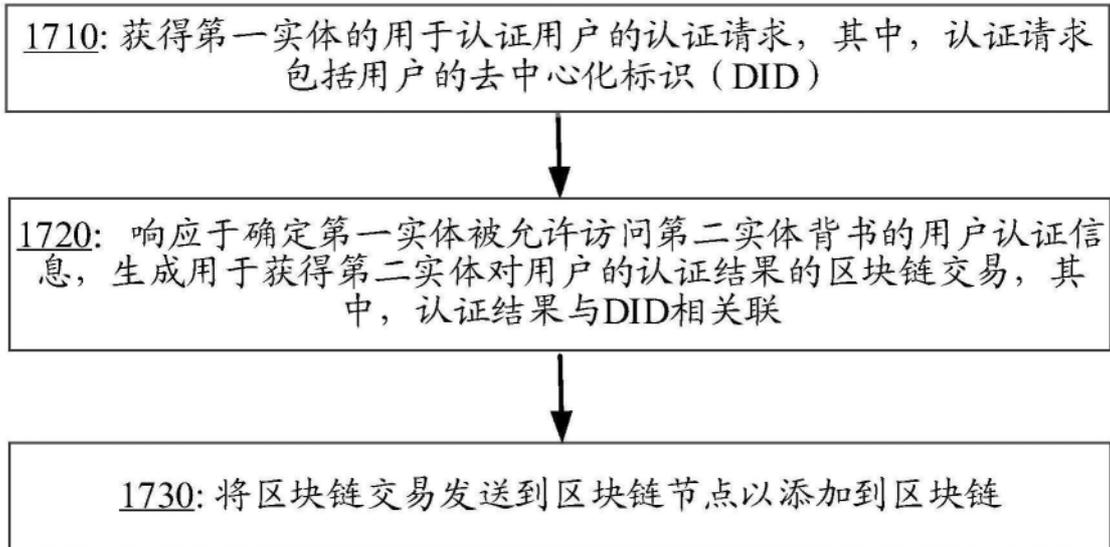 1710: 获得第一实体的用于认证用户的认证请求，其中，认证请求
包括用户的去中心化标识（DID）
1720： 响应于确定第一实体被允许访问第二实体背书的用户认证信
息，生成用于获得第二实体对用户的认证结果的区块链交易，其
中，认证结果与DID相关联
1730: 将区块链交易发送到区块链节点以添加到区块链